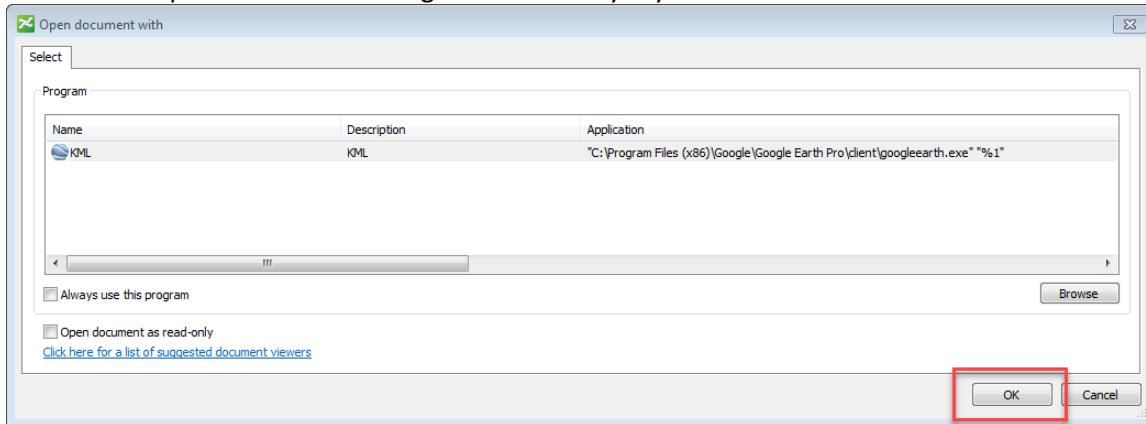 Open document with
Select
Program
Name Description Application
KML KML "C:\Program Files (x86)\Google\Google Earth Pro\client\googleearth.exe" "%1"
Always use this program Browse
Open document as read-only
Click here for a list of suggested document viewers
OK Cancel